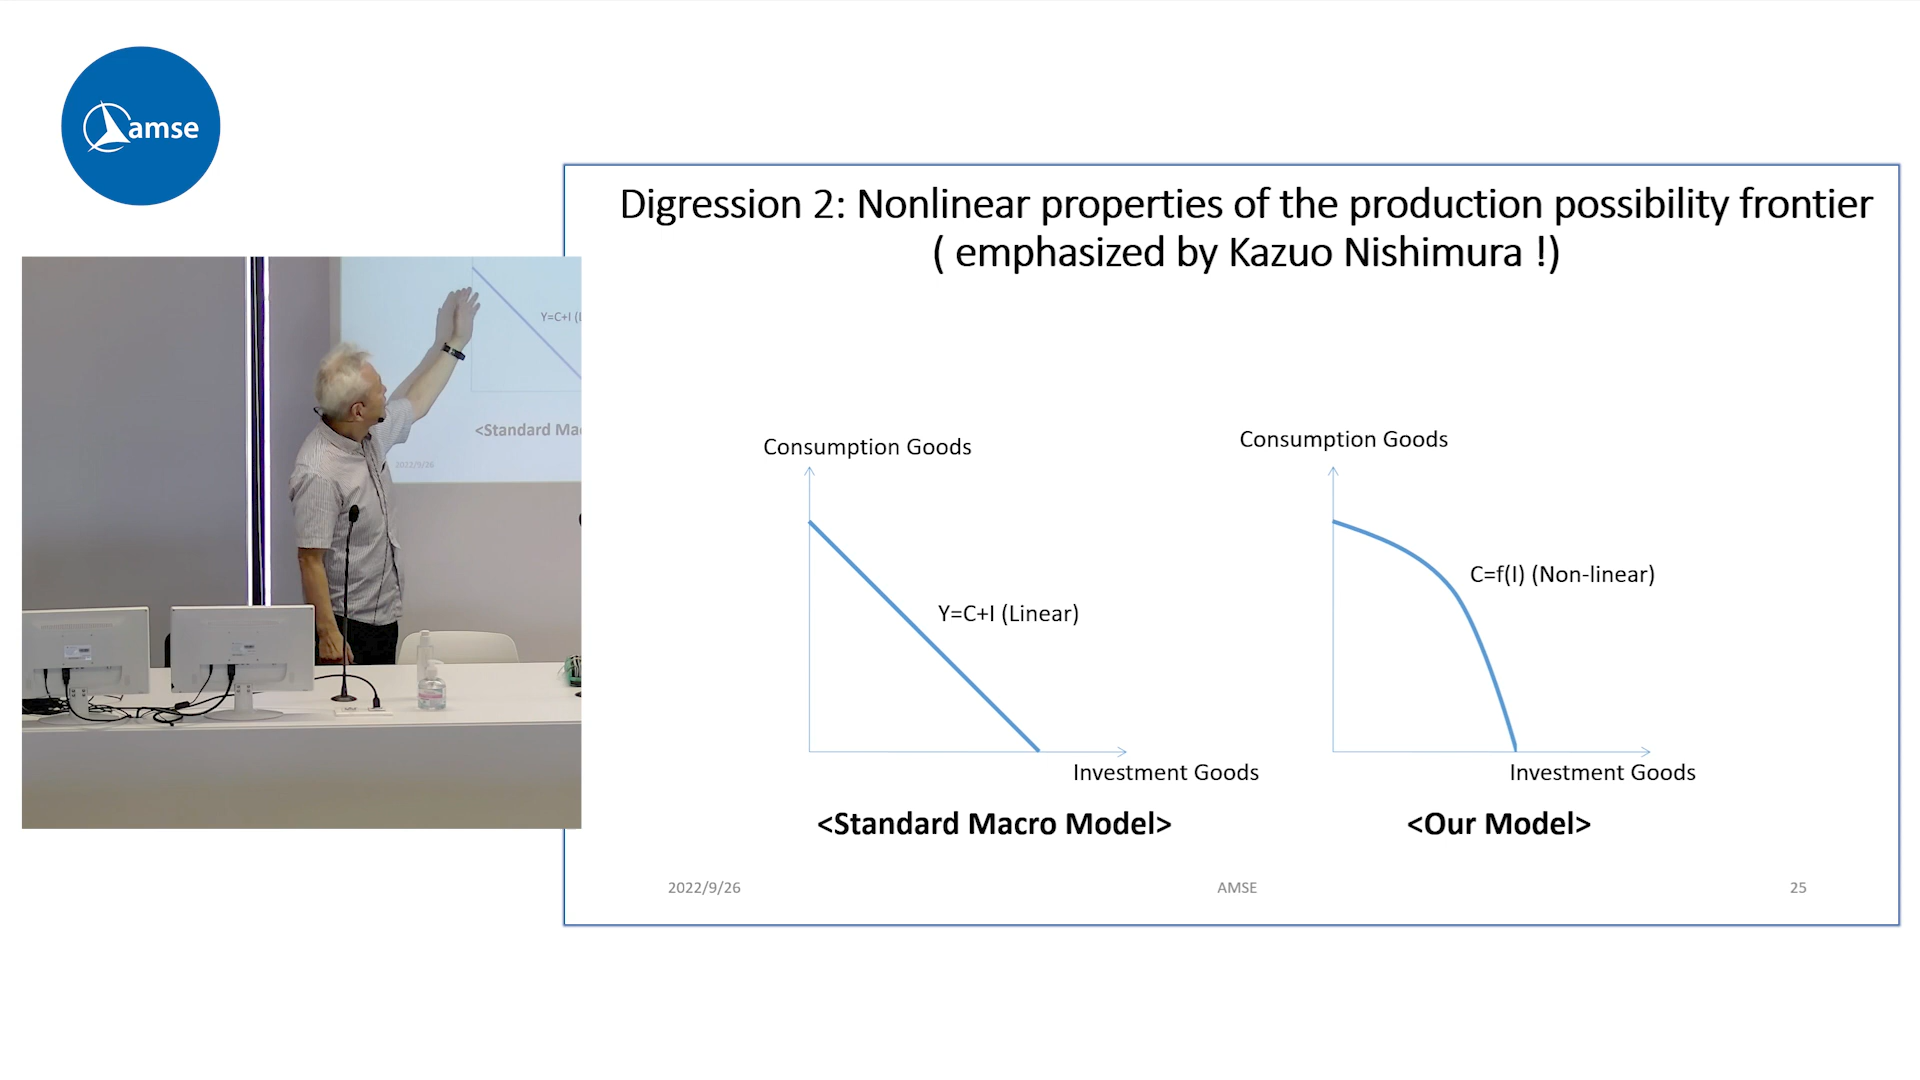 amse
Digression 2: Nonlinear properties of the production possibility frontier
( emphasized by Kazuo Nishimura !)
Y=C+I (
<Standard Mac
2022/9/26
Consumption Goods
Y=C+I (Linear)
Investment Goods
<Standard Macro Model>
Consumption Goods
C=f(I) (Non-linear)
Investment Goods
<Our Model>
2022/9/26
AMSE
25